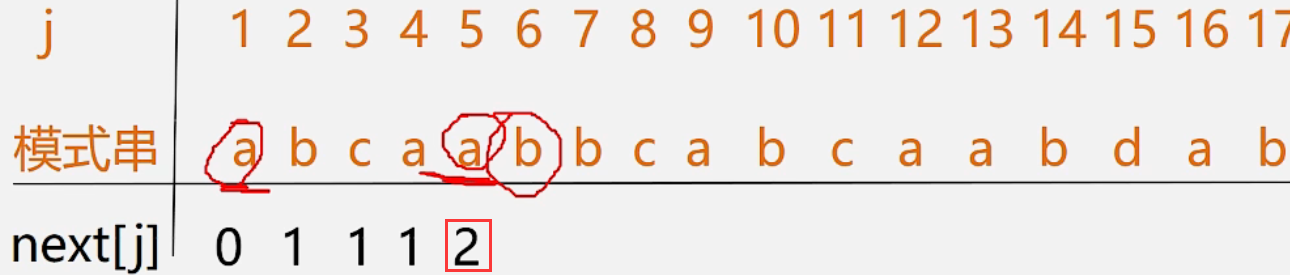 j 1 2 3 4 5 6 7 8 9 10 11 12 13 14 15 16 17
模式串 a b c a a b b c a b c a a b d a b
next[j] 0 1 1 1 2